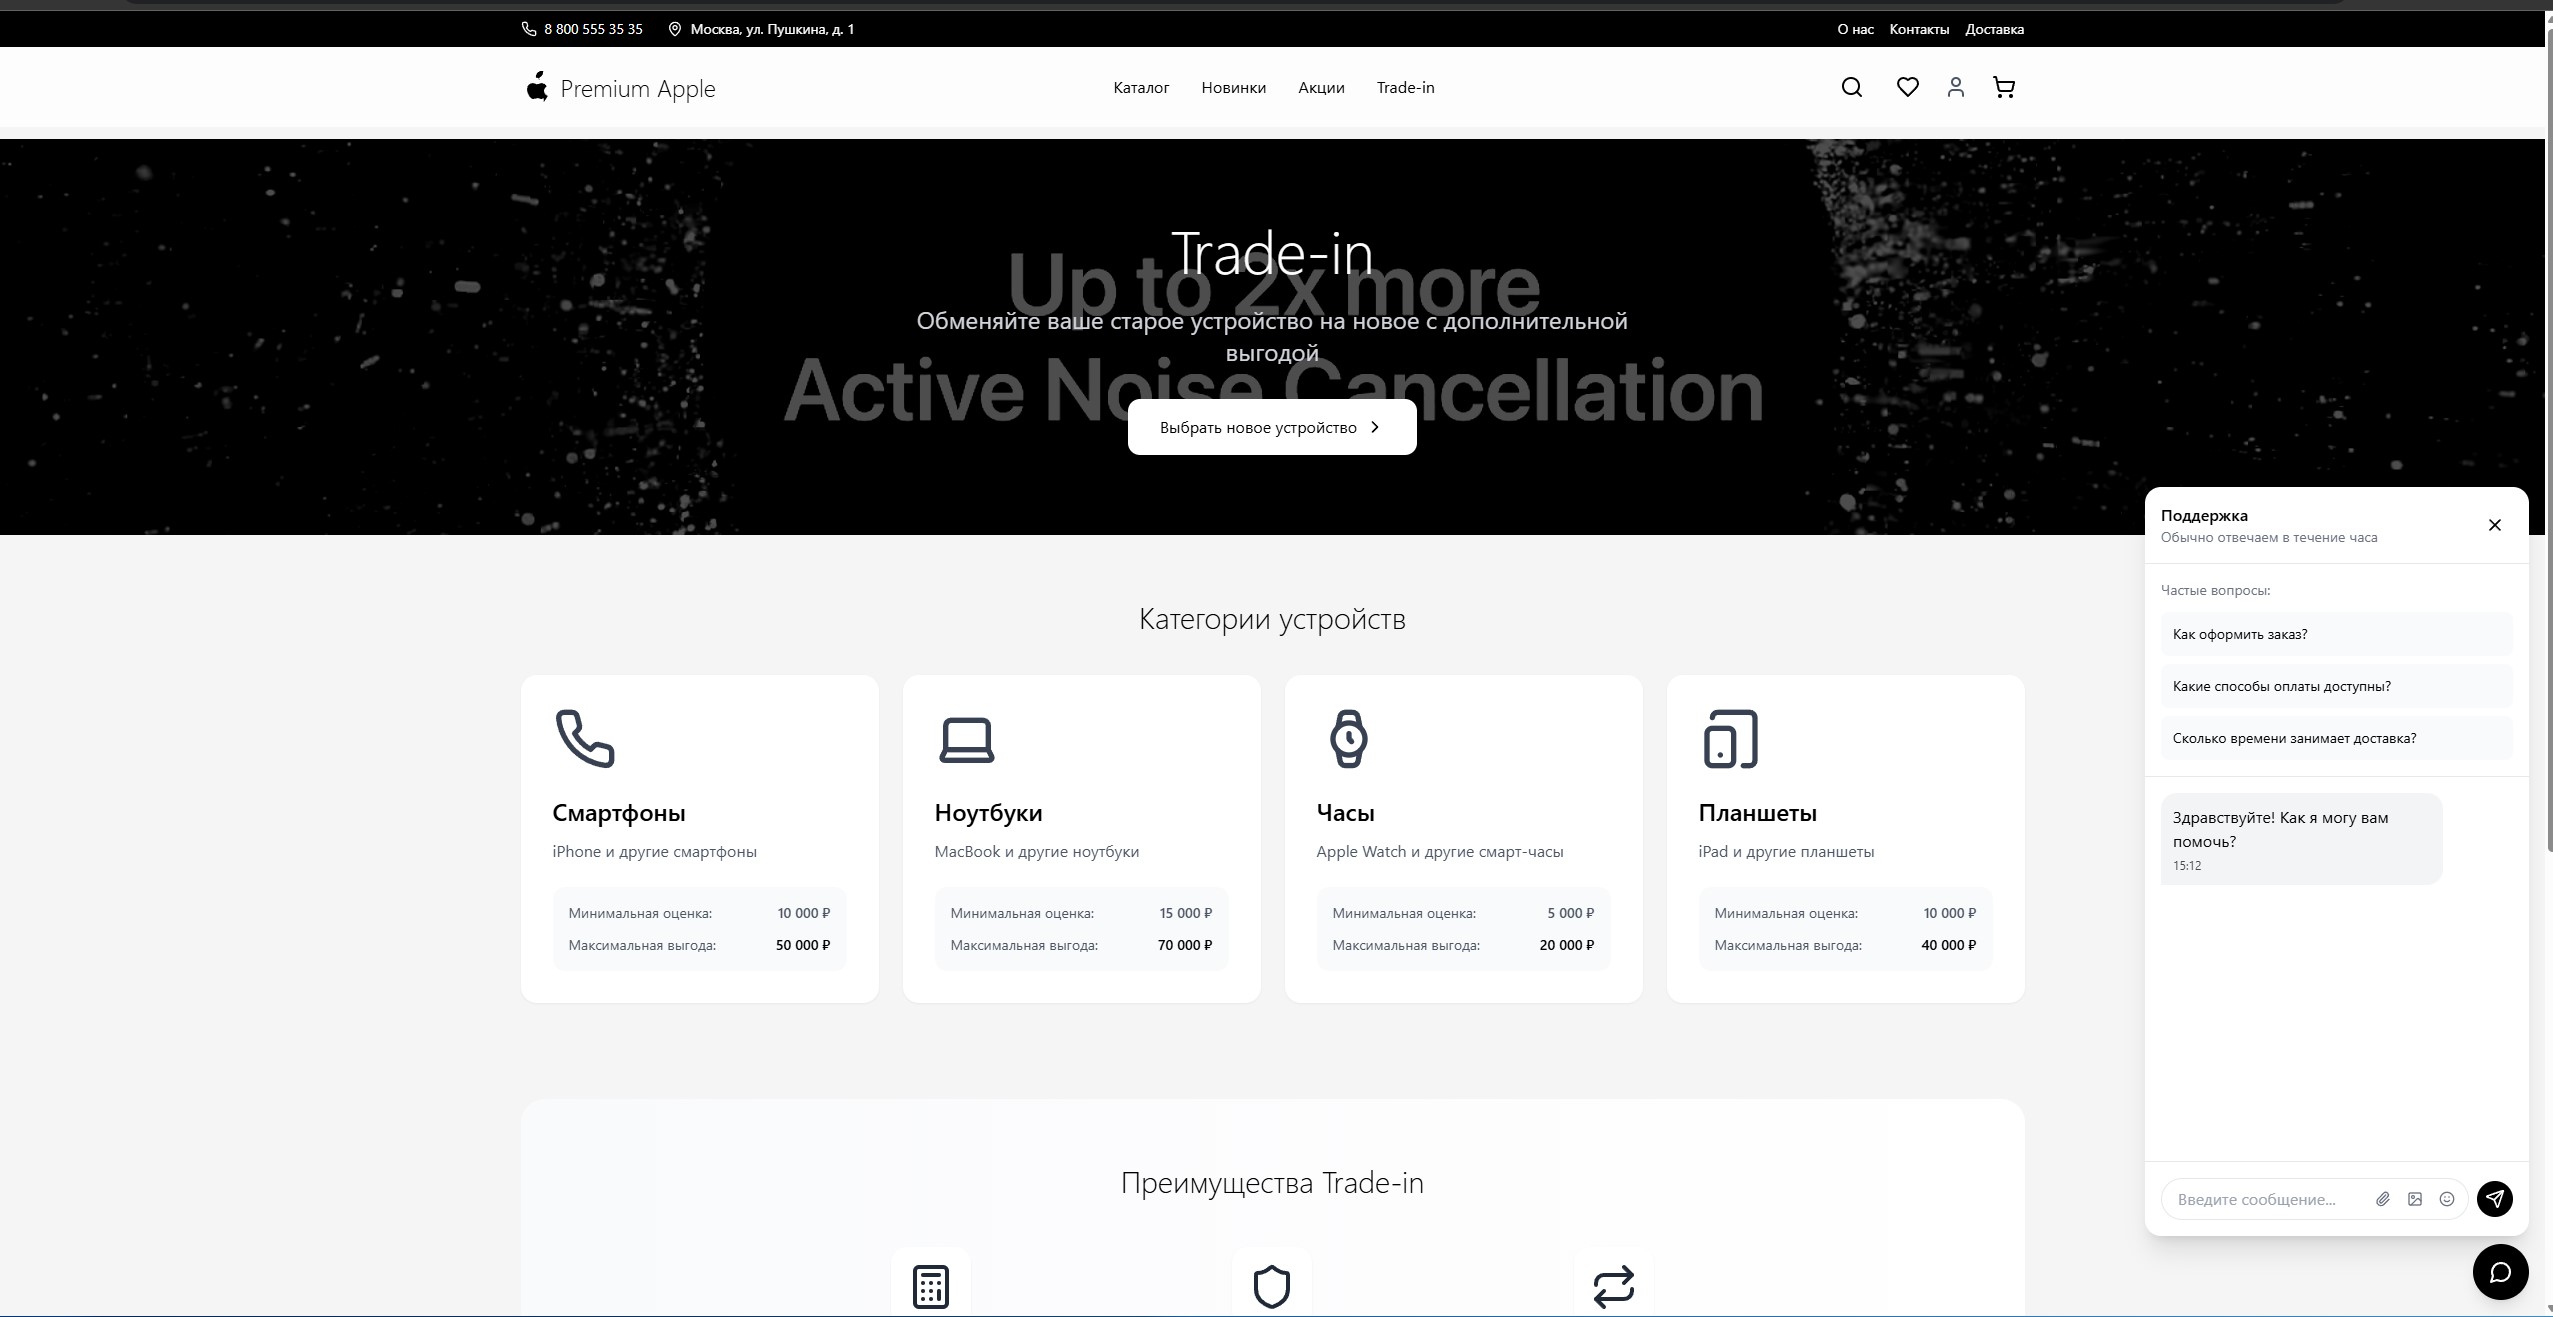 8 800 555 35 35
Москва, ул. Пушкина, д. 1
О нас Контакты Доставка
Premium Apple
Каталог Новинки Акции Trade-in
Trade-in
Up to 2x more
Обменяйте ваше старое устройство на новое с дополнительной
выгодой
Active Noise Cancellation
Выбрать новое устройство
Категории устройств
Смартфоны
iPhone и другие смартфоны
Минимальная оценка: 10 000 ₽
Максимальная выгода: 50 000 ₽
Ноутбуки
MacBook и другие ноутбуки
Минимальная оценка: 15 000 ₽
Максимальная выгода: 70 000 ₽
Часы
Apple Watch и другие смарт-часы
Минимальная оценка: 5 000 ₽
Максимальная выгода: 20 000 ₽
Планшеты
iPad и другие планшеты
Минимальная оценка: 10 000 ₽
Максимальная выгода: 40 000 ₽
Преимущества Trade-in
Поддержка
Обычно отвечаем в течение часа
Частые вопросы:
Как оформить заказ?
Какие способы оплаты доступны?
Сколько времени занимает доставка?
Здравствуйте! Как я могу вам
помочь?
15:12
Введите сообщение...